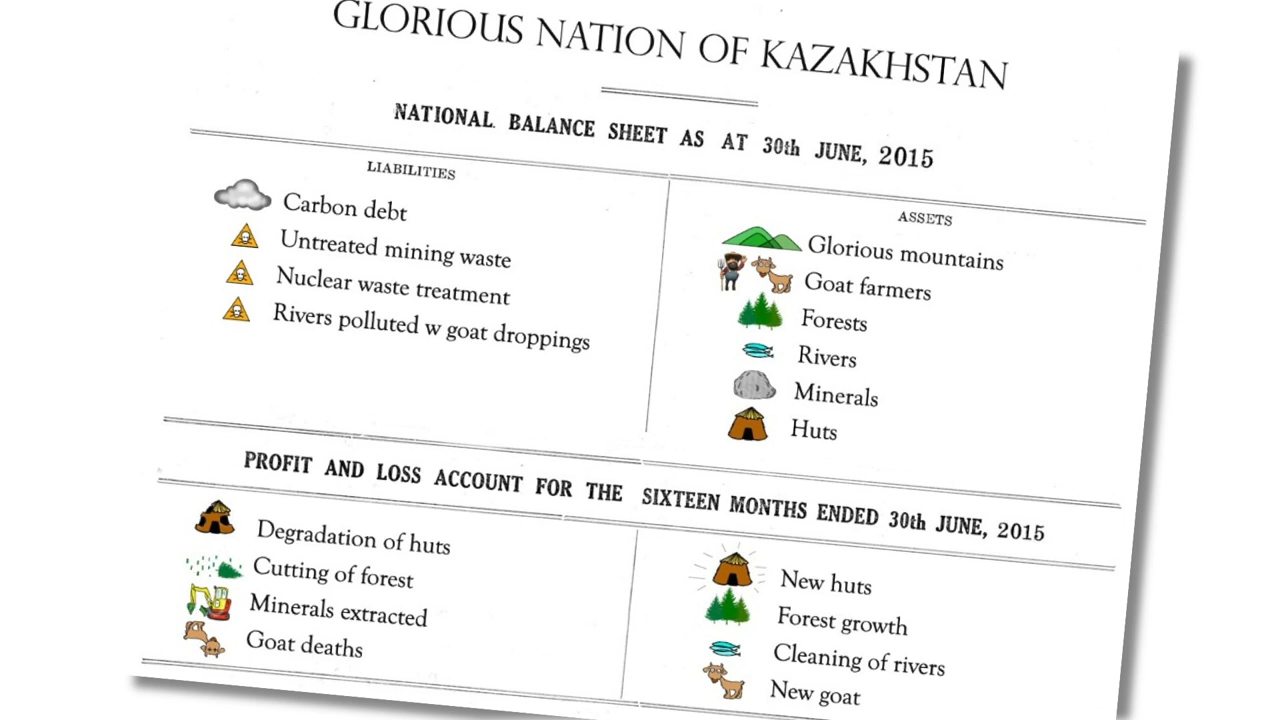 GLORIOUS NATION OF KAZAKHSTAN
NATIONAL BALANCE SHEET AS AT 30th JUNE, 2015
LIABILITIES
Carbon debt
Untreated mining waste
Nuclear waste treatment
Rivers polluted w goat droppings
ASSETS
Glorious mountains
Goat farmers
Forests
Rivers
Minerals
Huts
PROFIT AND LOSS ACCOUNT FOR THE SIXTEEN MONTHS ENDED 30th JUNE, 2015
Degradation of huts
Cutting of forest
Minerals extracted
Goat deaths
New huts
Forest growth
Cleaning of rivers
New goat